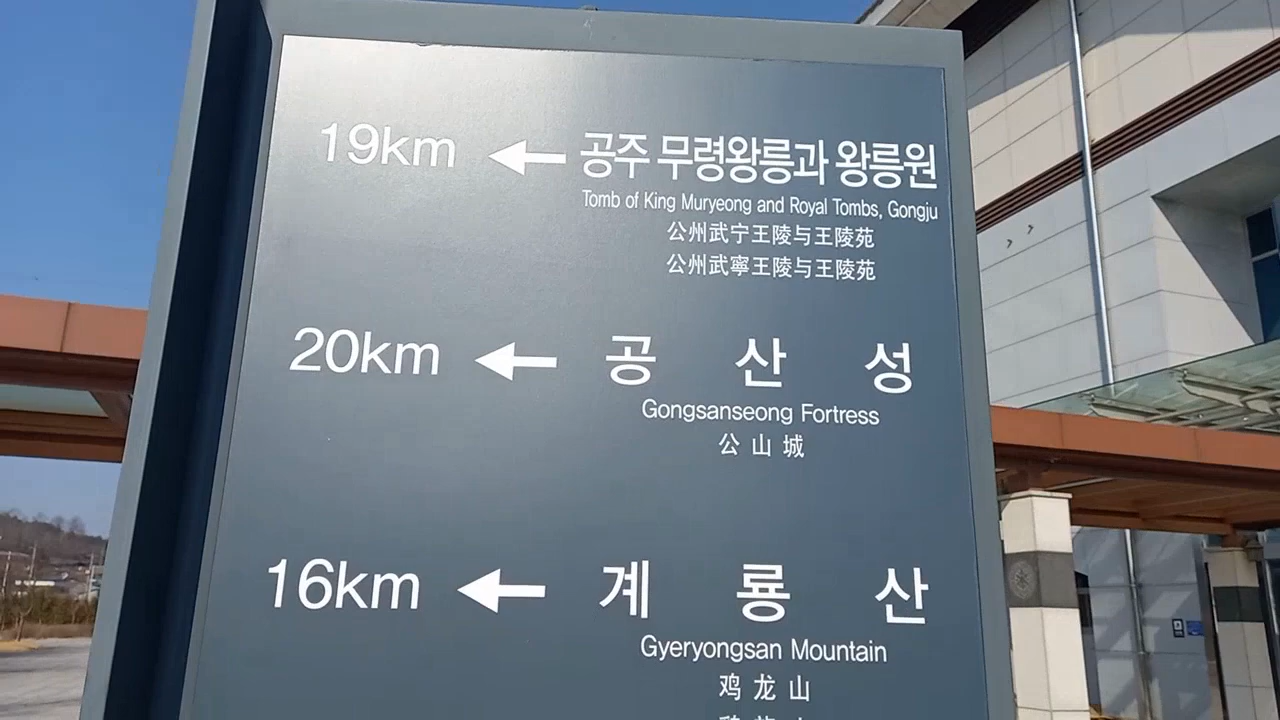 19km ← 공주 무령왕릉과 왕릉원
Tomb of King Muryeong and Royal Tombs, Gongju
公州武宁王陵与王陵苑
公州武寧王陵与王陵苑
20km ← 공 산 성
Gongsanseong Fortress
公 山 城
16km ← 계 룡 산
Gyeryongsan Mountain
鸡 龙 山